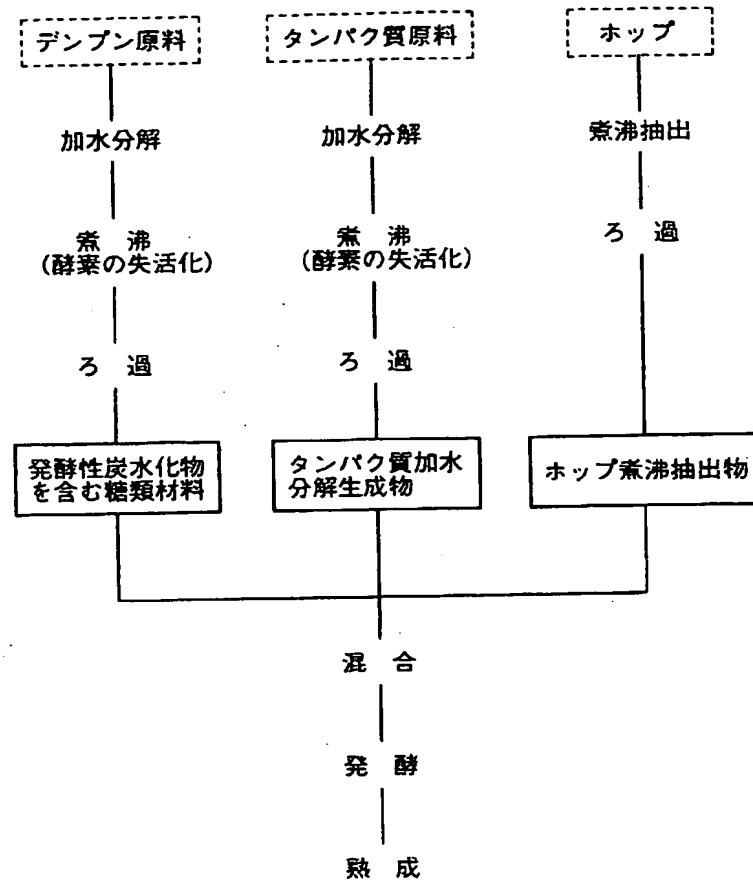 デンプン原料
タンパク質原料
ホップ
加水分解
加水分解
煮沸抽出
煮 沸
(酵素の失活化)
煮 沸
(酵素の失活化)
ろ 過
ろ 過
ろ 過
発酵性炭水化物
を含む糖類材料
タンパク質加水
分解生成物
ホップ煮沸抽出物
混 合
発 酵
熟 成